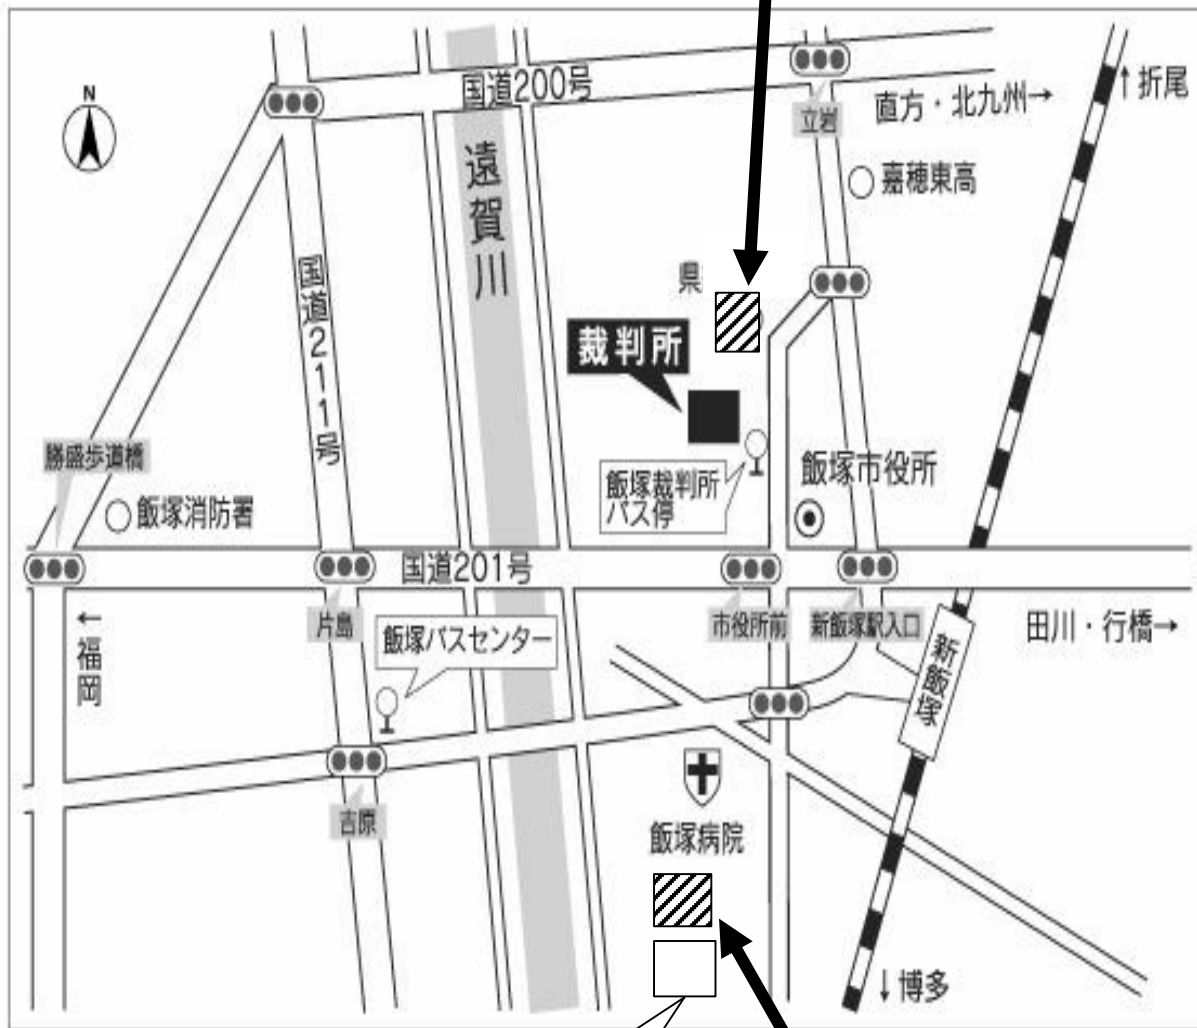 N
国道200号
立岩
直方・北九州→
↑折尾
嘉穂東高
遠賀川
国道211号
県
裁判所
勝盛歩道橋
飯塚消防署
飯塚裁判所
バス停
飯塚市役所
国道201号
←福岡
片島
飯塚バスセンター
市役所前
新飯塚駅入口
田川・行橋→
新飯塚
吉原
飯塚病院
↓博多